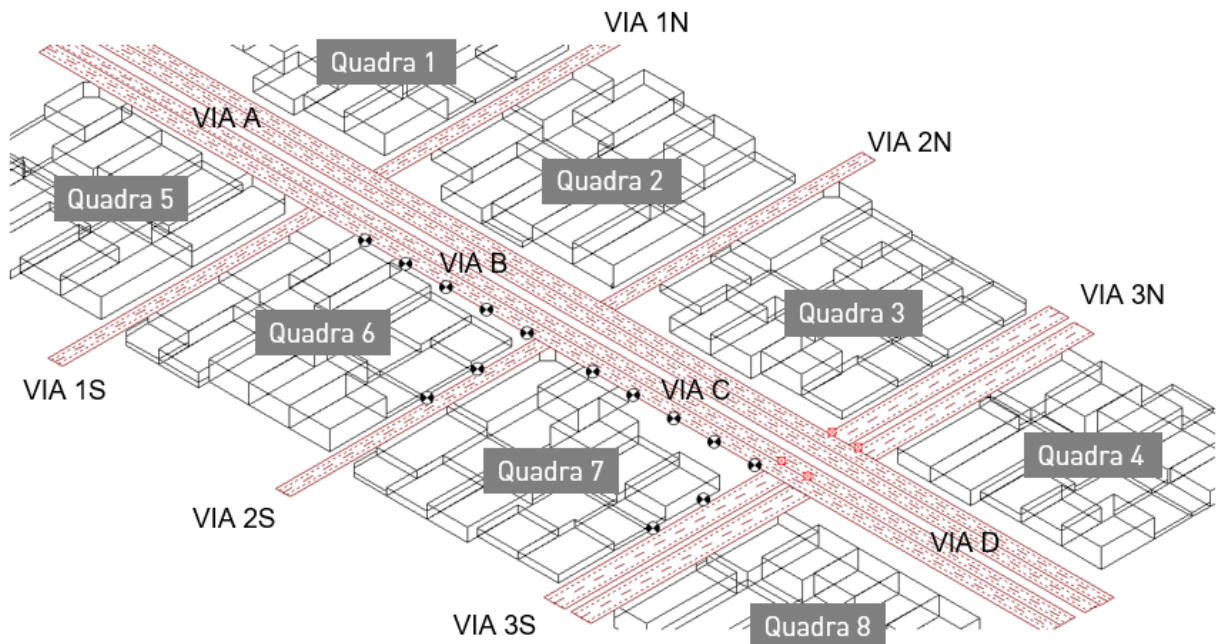 VIA 1N
Quadra 1
VIA A
VIA 2N
Quadra 2
Quadra 5
VIA B
VIA 3N
Quadra 3
Quadra 6
VIA 1S
VIA C
Quadra 4
Quadra 7
VIA 2S
VIA D
VIA 3S
Quadra 8